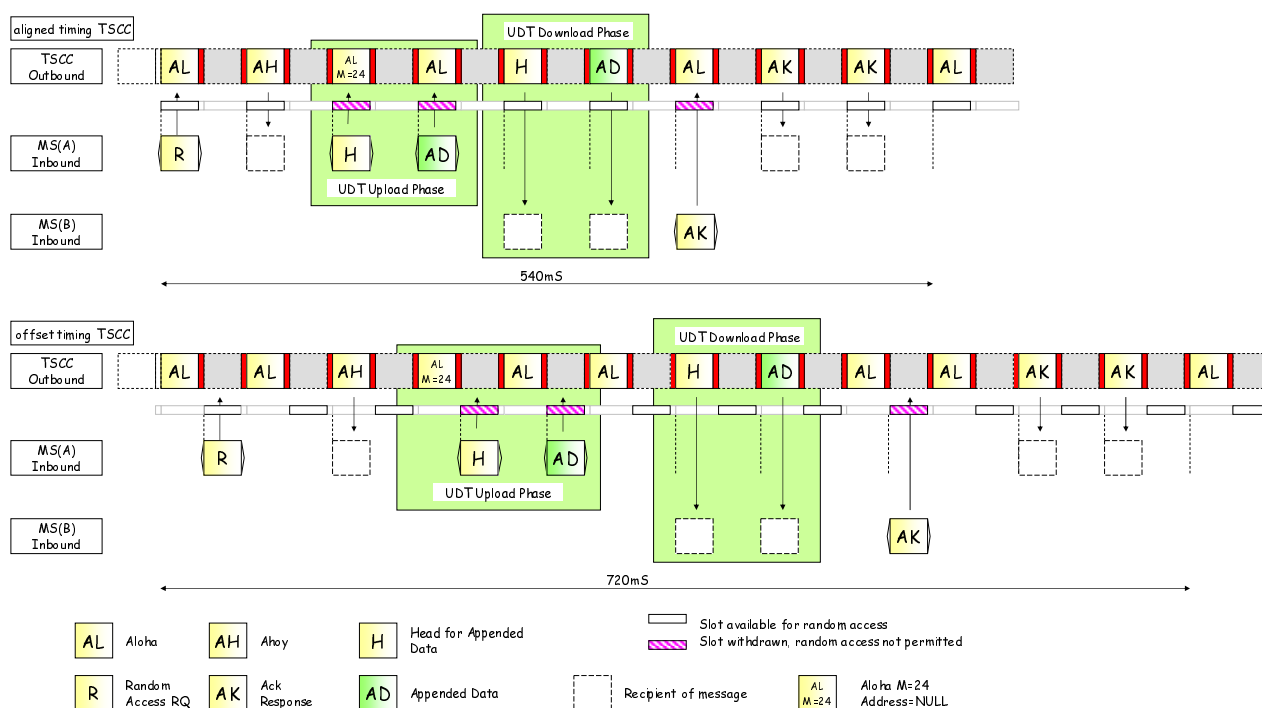 aligned timing TSCC
UDT Download Phase
TSCC
Outbound
AL
AH
AL
M=24
AL
H
AD
AL
AK
AK
AL
MS(A)
Inbound
R
H
AD
UDT Upload Phase
MS(B)
Inbound
AK
540mS
offset timing TSCC
UDT Download Phase
TSCC
Outbound
AL
AL
AH
AL
M=24
AL
AL
H
AD
AL
AL
AK
AK
AL
MS(A)
Inbound
R
H
AD
UDT Upload Phase
MS(B)
Inbound
AK
720mS
AL
Aloha
AH
Ahoy
H
Head for Appended
Data
Slot available for random access
Slot withdrawn, random access not permitted
R
Random
Access RQ
AK
Ack
Response
AD
Appended Data
Recipient of message
AL
M=24
Aloha M=24
Address=NULL